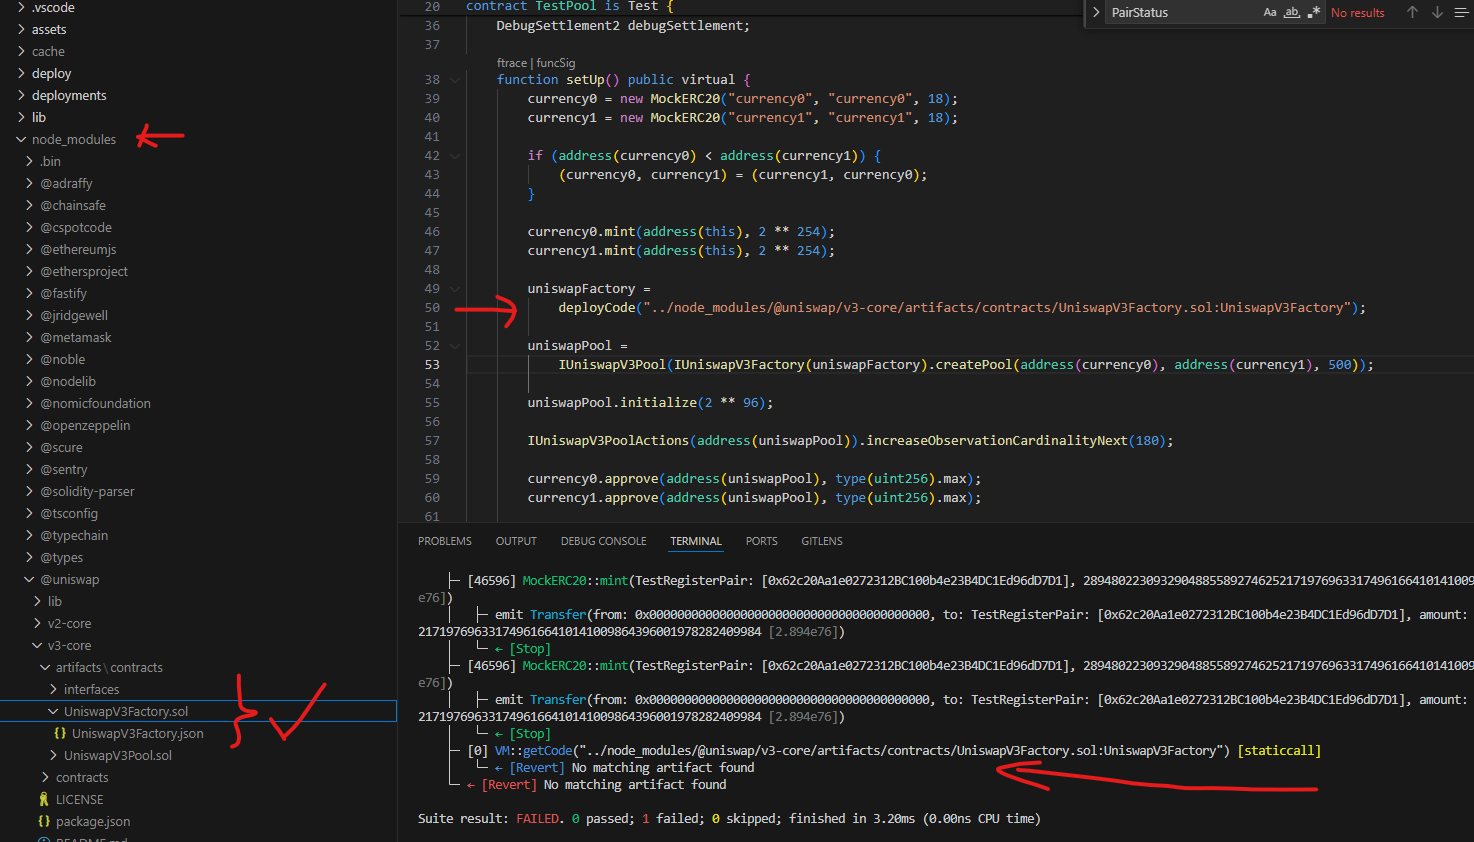 .vscode
assets
cache
deploy
deployments
lib
node_modules
.bin
@adraffy
@chainsafe
@cspotcode
@ethereumjs
@ethersproject
@fastify
@jridgewell
@metamask
@noble
@nodelib
@nomicfoundation
@openzeppelin
@scure
@sentry
@solidity-parser
@tsconfig
@typechain
@types
@uniswap
lib
v2-core
v3-core
artifacts\contracts
interfaces
UniswapV3Factory.sol
{} UniswapV3Factory.json
UniswapV3Pool.sol
contracts
LICENSE
{} package.json
README.md
PairStatus Aa ab .* No results
20 contract TestPool is Test {
36 DebugSettlement2 debugSettlement;
37
ftrace | funcSig
38 function setUp() public virtual {
39 currency0 = new MockERC20("currency0", "currency0", 18);
40 currency1 = new MockERC20("currency1", "currency1", 18);
41
42 if (address(currency0) < address(currency1)) {
43 (currency0, currency1) = (currency1, currency0);
44 }
45
46 currency0.mint(address(this), 2 ** 254);
47 currency1.mint(address(this), 2 ** 254);
48
49 uniswapFactory =
50 deployCode("../node_modules/@uniswap/v3-core/artifacts/contracts/UniswapV3Factory.sol:UniswapV3Factory");
51
52 uniswapPool =
53 IUniswapV3Pool(IUniswapV3Factory(uniswapFactory).createPool(address(currency0), address(currency1), 500));
54
55 uniswapPool.initialize(2 ** 96);
56
57 IUniswapV3PoolActions(address(uniswapPool)).increaseObservationCardinalityNext(180);
58
59 currency0.approve(address(uniswapPool), type(uint256).max);
60 currency1.approve(address(uniswapPool), type(uint256).max);
61
PROBLEMS OUTPUT DEBUG CONSOLE TERMINAL PORTS GITLENS
├─ [46596] MockERC20::mint(TestRegisterPair: [0x62c20Aa1e0272312BC100b4e23B4DC1Ed96dD7D1], 28948022309329048855892746252171976963317496166410141009
e76])
│ ├─ emit Transfer(from: 0x0000000000000000000000000000000000000000, to: TestRegisterPair: [0x62c20Aa1e0272312BC100b4e23B4DC1Ed96dD7D1], amount:
21719769633174961664101410098643960019782824​09984 [2.894e76])
│ └─ ← [Stop]
├─ [46596] MockERC20::mint(TestRegisterPair: [0x62c20Aa1e0272312BC100b4e23B4DC1Ed96dD7D1], 28948022309329048855892746252171976963317496166410141009
e76])
│ ├─ emit Transfer(from: 0x0000000000000000000000000000000000000000, to: TestRegisterPair: [0x62c20Aa1e0272312BC100b4e23B4DC1Ed96dD7D1], amount:
2171976963317496166410141009864396001978282409984 [2.894e76])
│ └─ ← [Stop]
├─ [0] VM::getCode("../node_modules/@uniswap/v3-core/artifacts/contracts/UniswapV3Factory.sol:UniswapV3Factory") [staticcall]
│ └─ ← [Revert] No matching artifact found
└─ ← [Revert] No matching artifact found
Suite result: FAILED. 0 passed; 1 failed; 0 skipped; finished in 3.20ms (0.00ns CPU time)